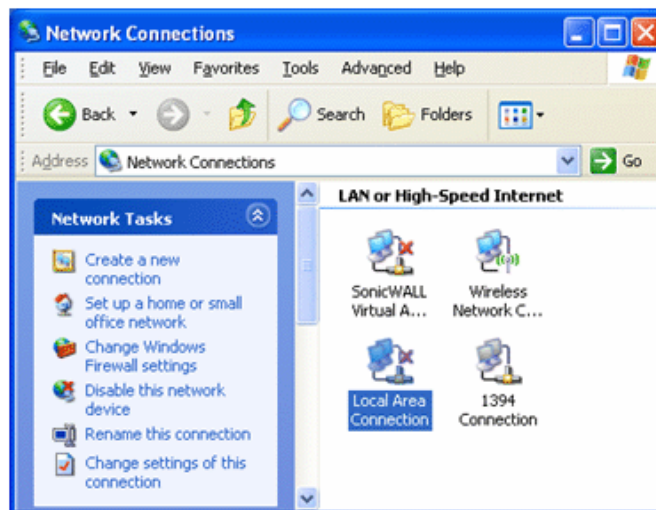 Network Connections
File Edit View Favorites Tools Advanced Help
Back Search Folders
Address Network Connections Go
Network Tasks
Create a new
connection
Set up a home or small
office network
Change Windows
Firewall settings
Disable this network
device
Rename this connection
Change settings of this
connection
LAN or High-Speed Internet
SonicWALL
Virtual A...
Wireless
Network C...
Local Area
Connection
1394
Connection